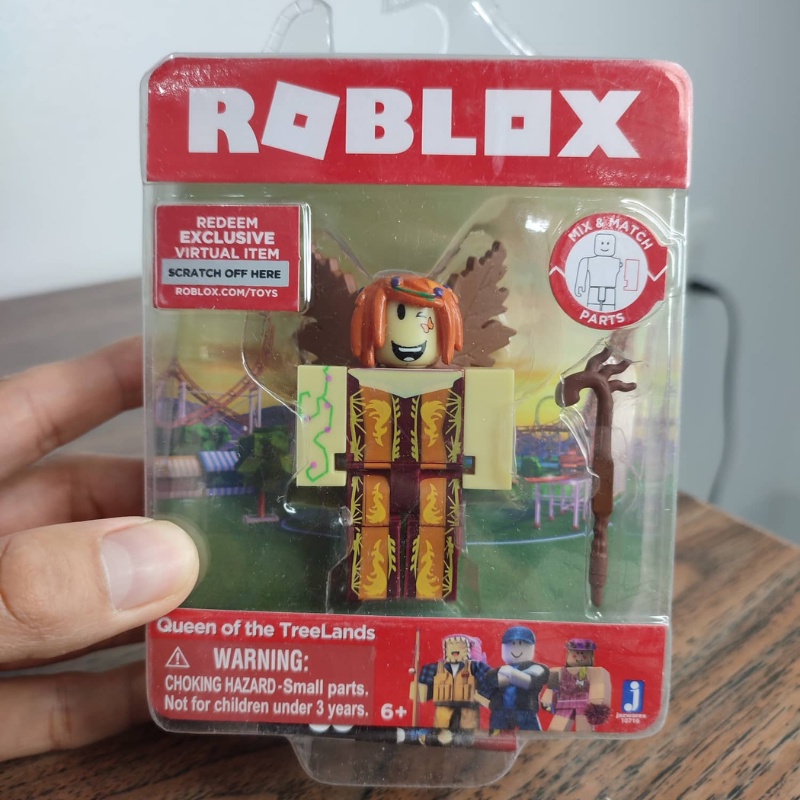 ROBLOX
REDEEM
EXCLUSIVE
VIRTUAL ITEM
SCRATCH OFF HERE
ROBLOX.COM/TOYS
MIX & MATCH
PARTS
Queen of the TreeLands
WARNING:
CHOKING HAZARD-Small parts.
Not for children under 3 years.
6+